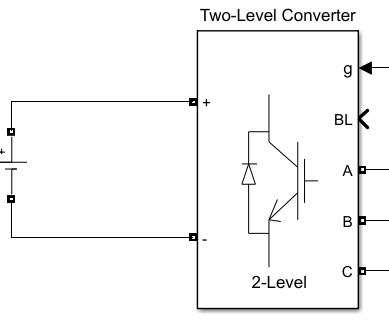 Two-Level Converter
g
+
BL
+
A
B
-
C
2-Level